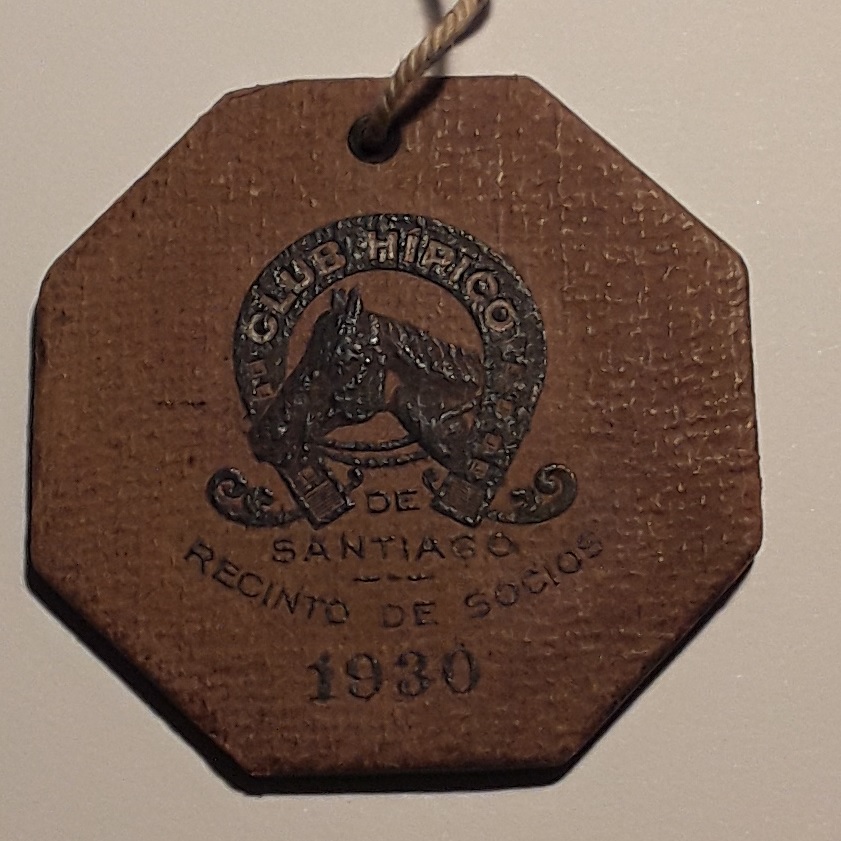 CLUB HIPICO
DE
SANTIAGO
RECINTO DE SOCIOS
1930